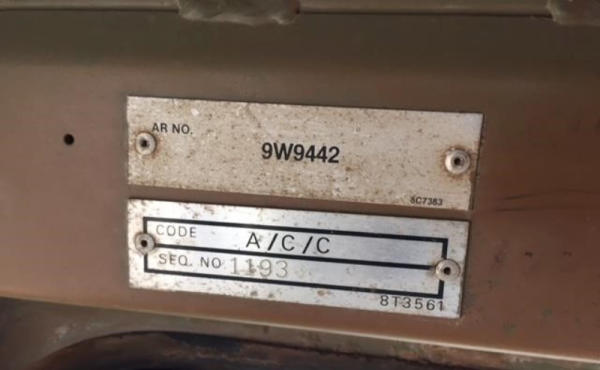 AR NO.
9W9442
8C7383
CODE A/C/C
SEQ. NO 1193
8T3561